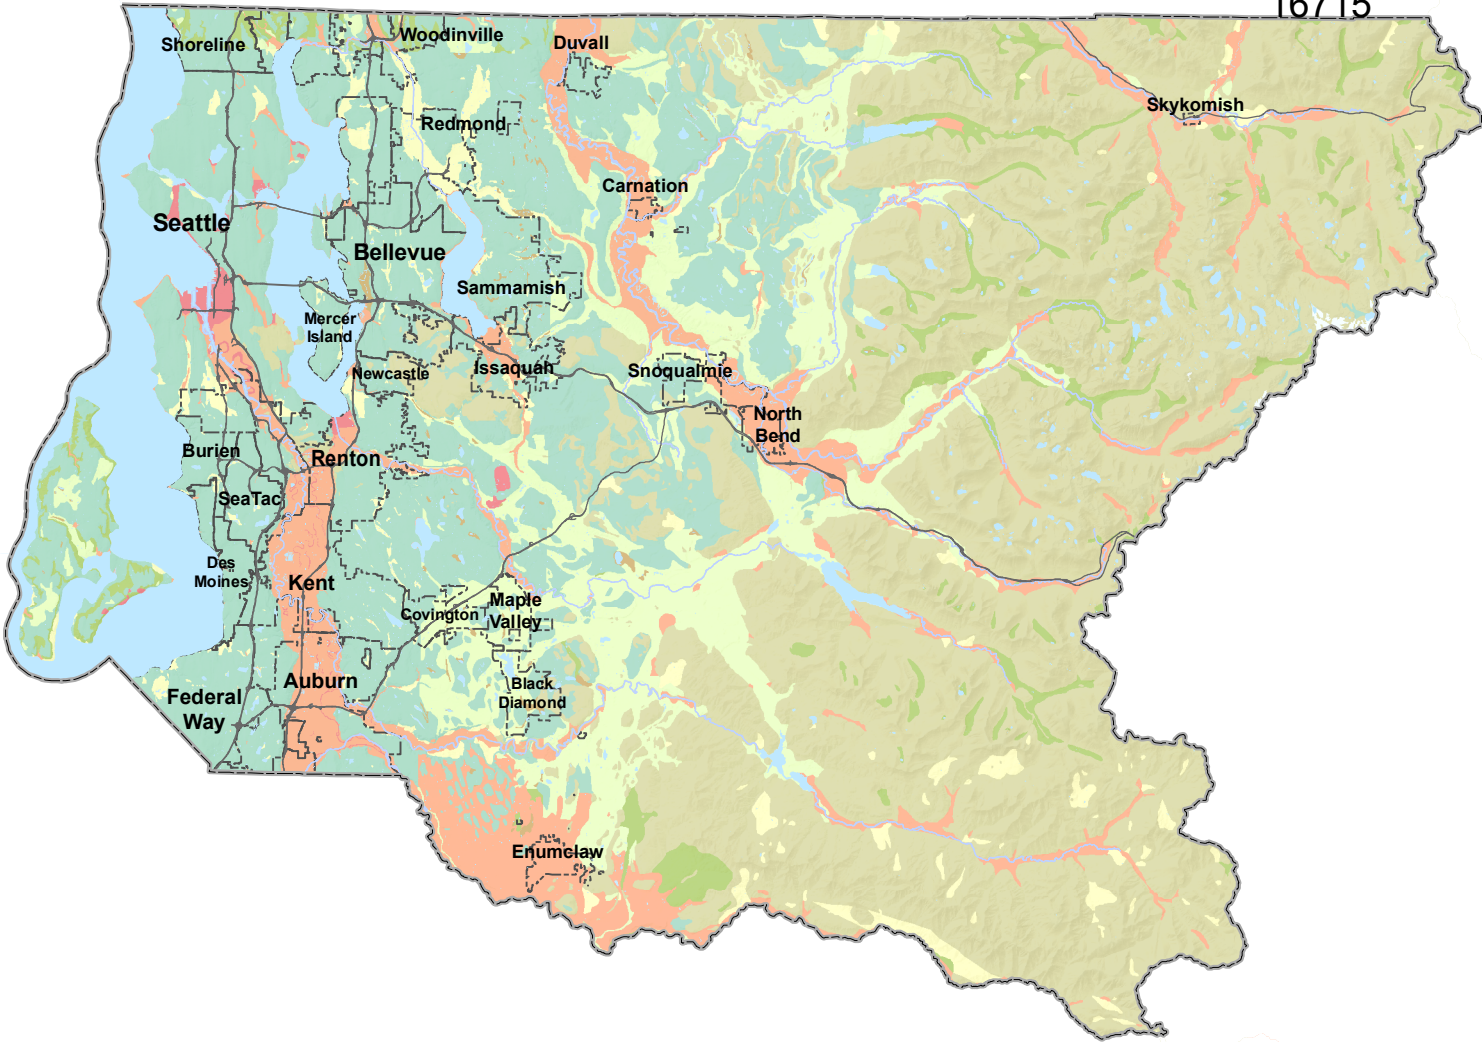 16715
Shoreline
Woodinville
Duvall
Skykomish
Redmond
Carnation
Seattle
Bellevue
Sammamish
Mercer
Island
Newcastle
Issaquah
Snoqualmie
North
Bend
Burien
Renton
SeaTac
Des
Moines
Kent
Covington
Maple
Valley
Auburn
Black
Diamond
Federal
Way
Enumclaw